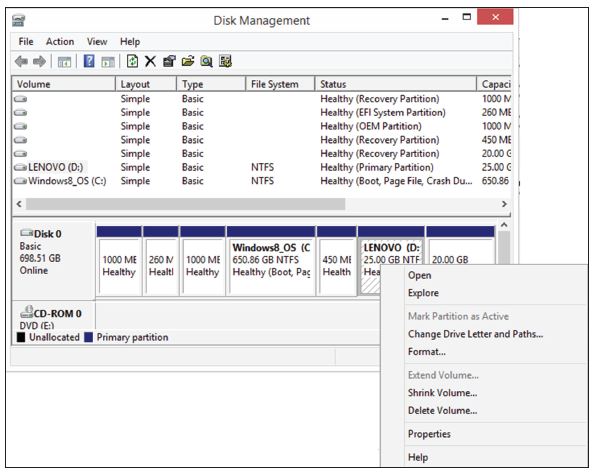 Disk Management
File Action View Help
Volume Layout Type File System Status Capaci
Simple Basic Healthy (Recovery Partition) 1000 M
Simple Basic Healthy (EFI System Partition) 260 ME
Simple Basic Healthy (OEM Partition) 1000 M
Simple Basic Healthy (Recovery Partition) 450 ME
Simple Basic Healthy (Recovery Partition) 20.00 G
LENOVO (D:) Simple Basic NTFS Healthy (Primary Partition) 25.00 G
Windows8_OS (C:) Simple Basic NTFS Healthy (Boot, Page File, Crash Du... 650.86
Disk 0
Basic
698.51 GB
Online
1000 ME
Healthy
260 M
Healtl
1000 ME
Healthy
Windows8_OS (C
650.86 GB NTFS
Healthy (Boot, Pag
450 ME
Health
LENOVO (D:
25.00 GB NTF
Hea
20.00 GB
CD-ROM 0
DVD (E:)
Unallocated Primary partition
Open
Explore
Mark Partition as Active
Change Drive Letter and Paths...
Format...
Extend Volume...
Shrink Volume...
Delete Volume...
Properties
Help